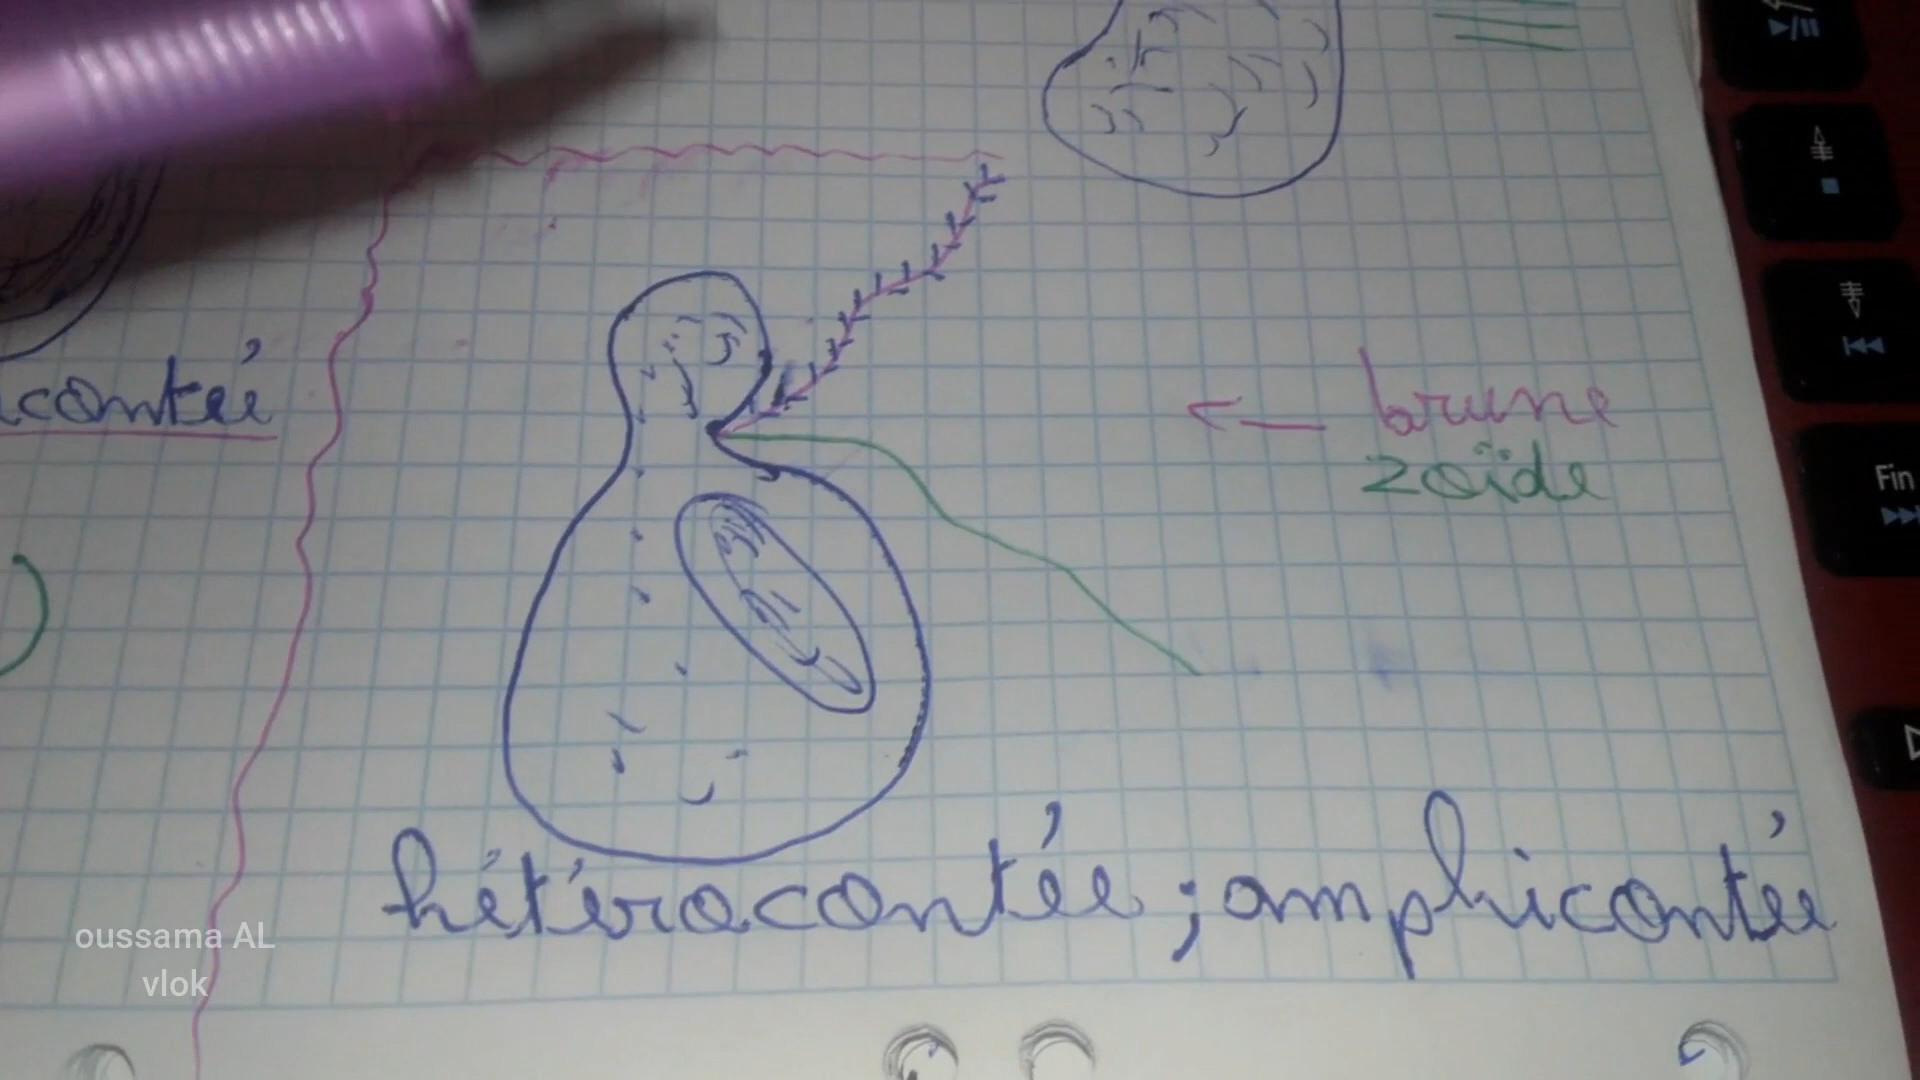 contée
← brune
zoïde
hétérocontée ; amphicontée
oussama AL
vlok
Fin